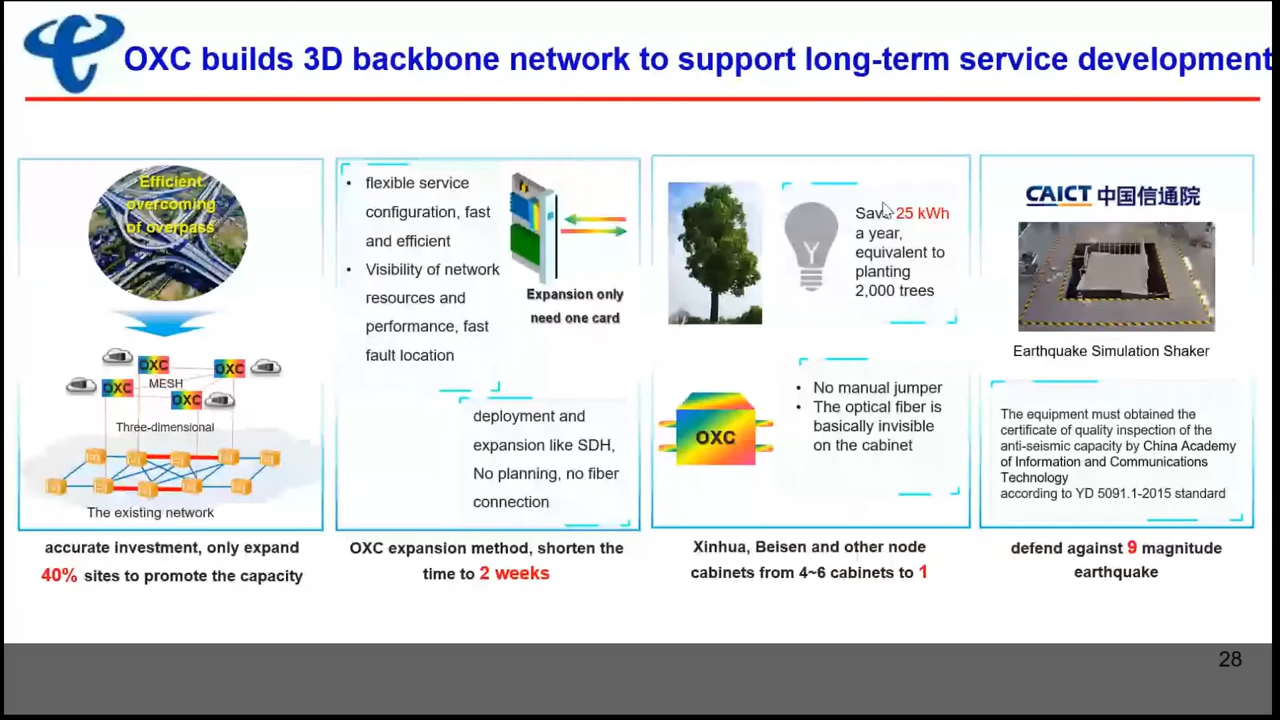 OXC builds 3D backbone network to support long-term service development
Efficient
overcoming
of overpass
OXC
OXC
MESH
OXC
OXC
Three-dimensional
The existing network
accurate investment, only expand
40% sites to promote the capacity
• flexible service
configuration, fast
and efficient
• Visibility of network
resources and
performance, fast
fault location
Expansion only
need one card
deployment and
expansion like SDH,
No planning, no fiber
connection
OXC expansion method, shorten the
time to 2 weeks
Y
Save 25 kWh
a year,
equivalent to
planting
2,000 trees
OXC
• No manual jumper
• The optical fiber is
basically invisible
on the cabinet
Xinhua, Beisen and other node
cabinets from 4~6 cabinets to 1
CAICT 中国信通院
Earthquake Simulation Shaker
The equipment must obtained the
certificate of quality inspection of the
anti-seismic capacity by China Academy
of Information and Communications
Technology
according to YD 5091.1-2015 standard
defend against 9 magnitude
earthquake
28